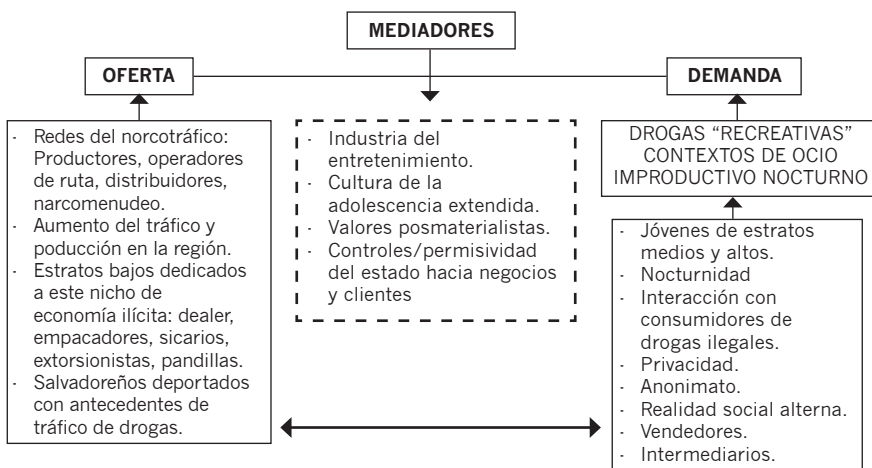 MEDIADORES
OFERTA
DEMANDA
· Redes del norcotráfico:
Productores, operadores
de ruta, distribuidores,
narcomenudeo.
· Aumento del tráfico y
poducción en la región.
· Estratos bajos dedicados
a este nicho de
economía ilícita: dealer,
empacadores, sicarios,
extorsionistas, pandillas.
· Salvadoreños deportados
con antecedentes de
tráfico de drogas.
· Industria del
entretenimiento.
· Cultura de la
adolescencia extendida.
· Valores posmaterialistas.
· Controles/permisividad
del estado hacia negocios
y clientes
DROGAS “RECREATIVAS”
CONTEXTOS DE OCIO
IMPRODUCTIVO NOCTURNO
· Jóvenes de estratos
medios y altos.
· Nocturnidad
· Interacción con
consumidores de
drogas ilegales.
· Privacidad.
· Anonimato.
· Realidad social alterna.
· Vendedores.
· Intermediarios.